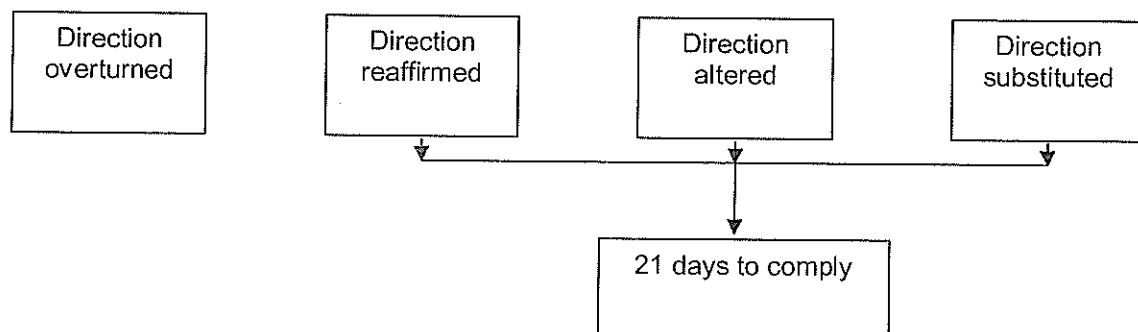 Direction
overturned
Direction
reaffirmed
Direction
altered
Direction
substituted
21 days to comply